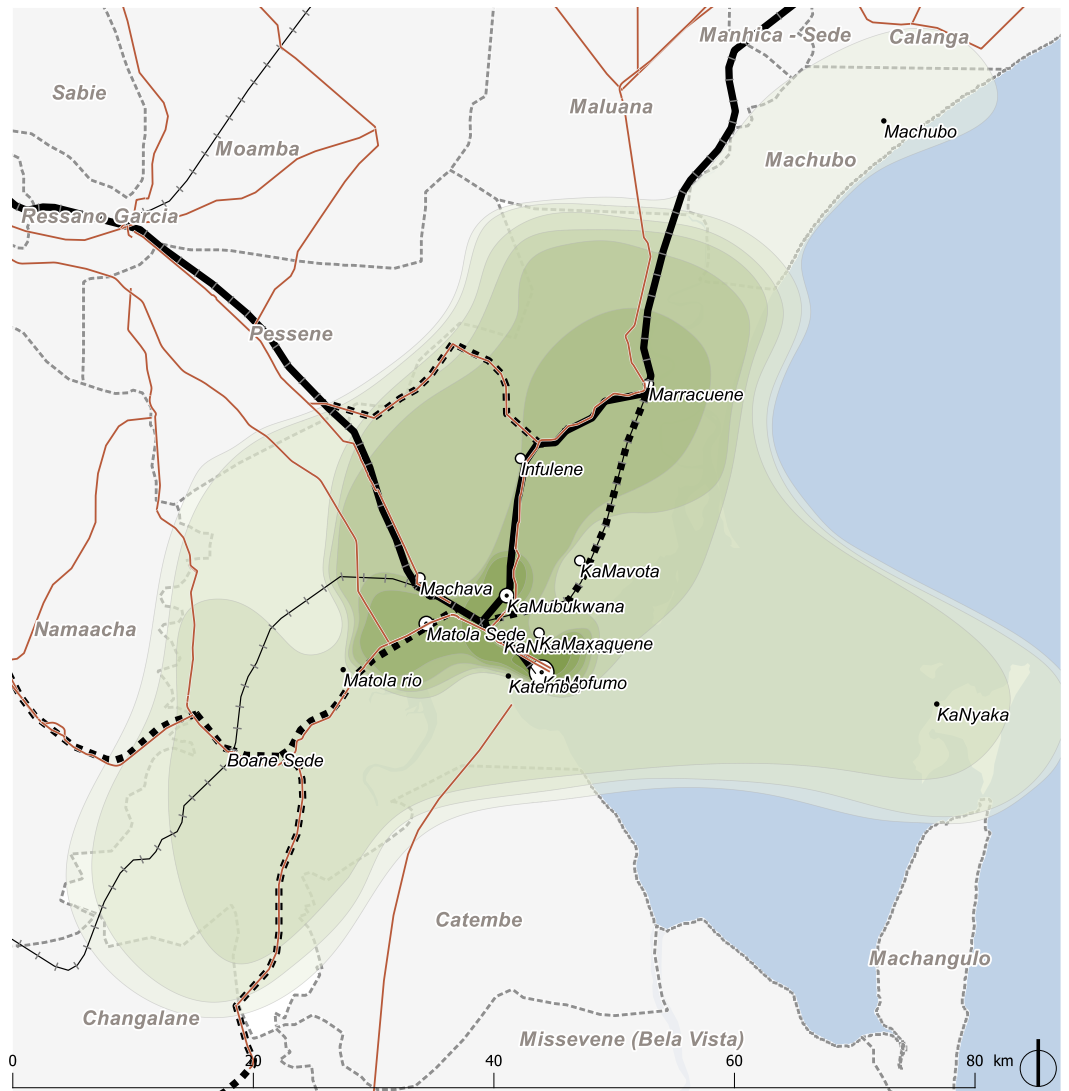 Manhica - Sede
Calanga
Sabie
Maluana
Machubo
Moamba
Machubo
Ressano Garcia
Pessene
Marracuene
Infulene
KaMavota
Machava
KaMubukwana
Namaacha
Matola Sede
KaMaxaquene
Matola rio
Katembe
KaNyaka
Boane Sede
Catembe
Machangulo
Changalane
Missevene (Bela Vista)
0 20 40 60 80 km